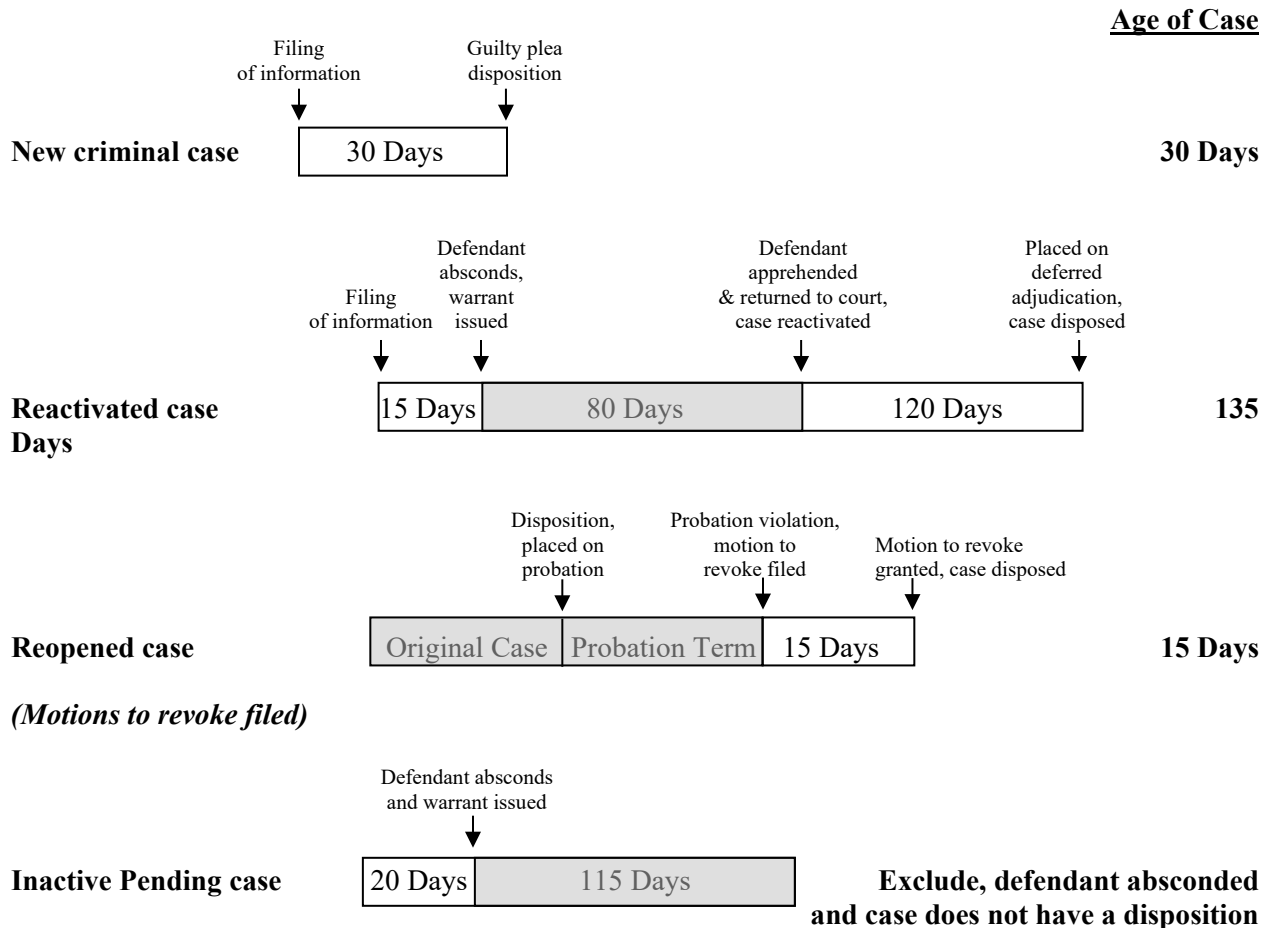 Age of Case
Filing
of information
Guilty plea
disposition
New criminal case
30 Days
30 Days
Filing
of information
Defendant
absconds,
warrant
issued
Defendant
apprehended
& returned to court,
case reactivated
Placed on
deferred
adjudication,
case disposed
Reactivated case
15 Days
80 Days
120 Days
135
Days
Disposition,
placed on
probation
Probation violation,
motion to
revoke filed
Motion to revoke
granted, case disposed
Reopened case
Original Case
Probation Term
15 Days
15 Days
(Motions to revoke filed)
Defendant absconds
and warrant issued
Inactive Pending case
20 Days
115 Days
Exclude, defendant absconded
and case does not have a disposition